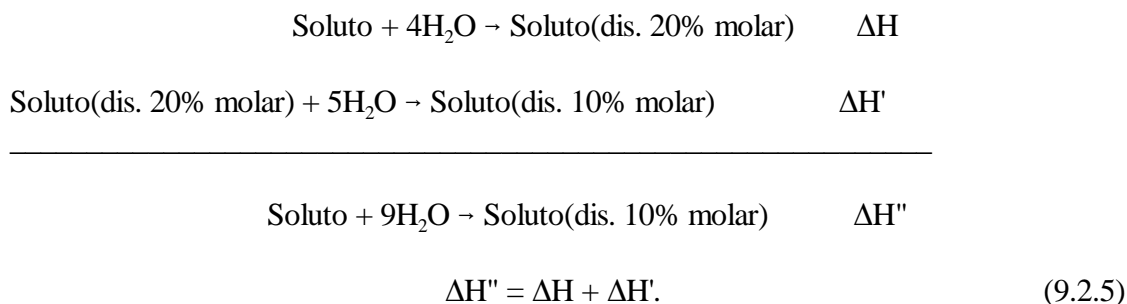 Soluto + 4H₂O → Soluto(dis. 20% molar) ΔH
Soluto(dis. 20% molar) + 5H₂O → Soluto(dis. 10% molar) ΔH'
Soluto + 9H₂O → Soluto(dis. 10% molar) ΔH"
ΔH" = ΔH + ΔH'. (9.2.5)